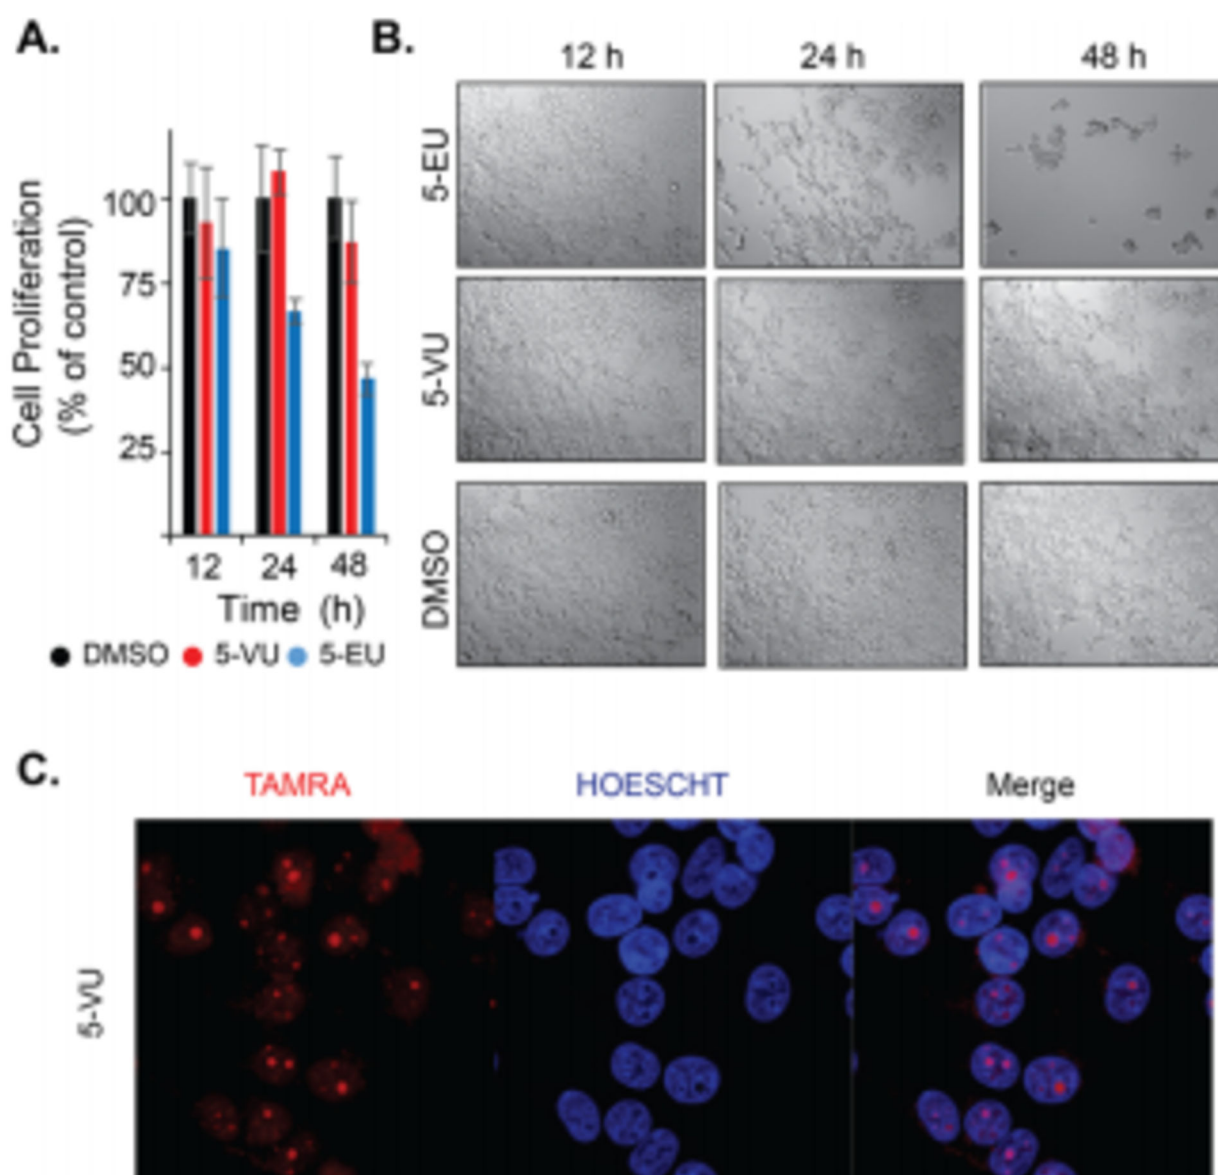 A.
Cell Proliferation
(% of control)
100
75
50
25
12 24 48
Time (h)
DMSO 5-VU 5-EU
B.
12 h 24 h 48 h
5-EU
5-VU
DMSO
C.
TAMRA HOESCHT Merge
5-VU